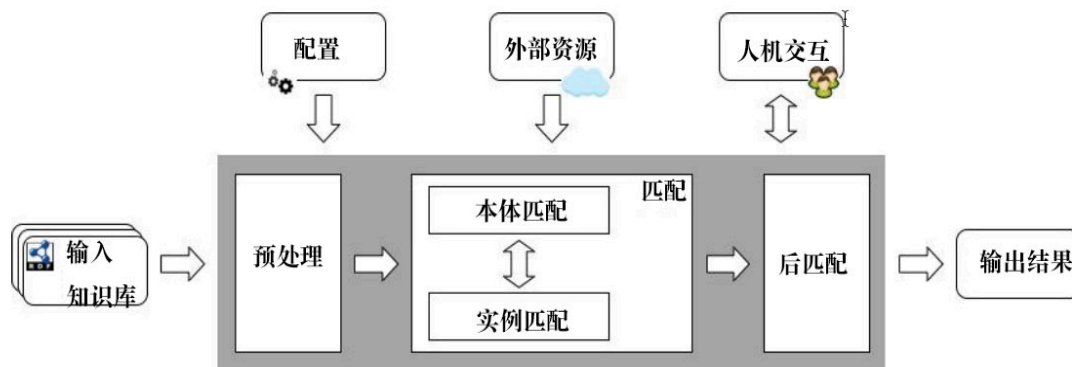 配置
外部资源
人机交互
匹配
本体匹配
输入
知识库
预处理
后匹配
输出结果
实例匹配